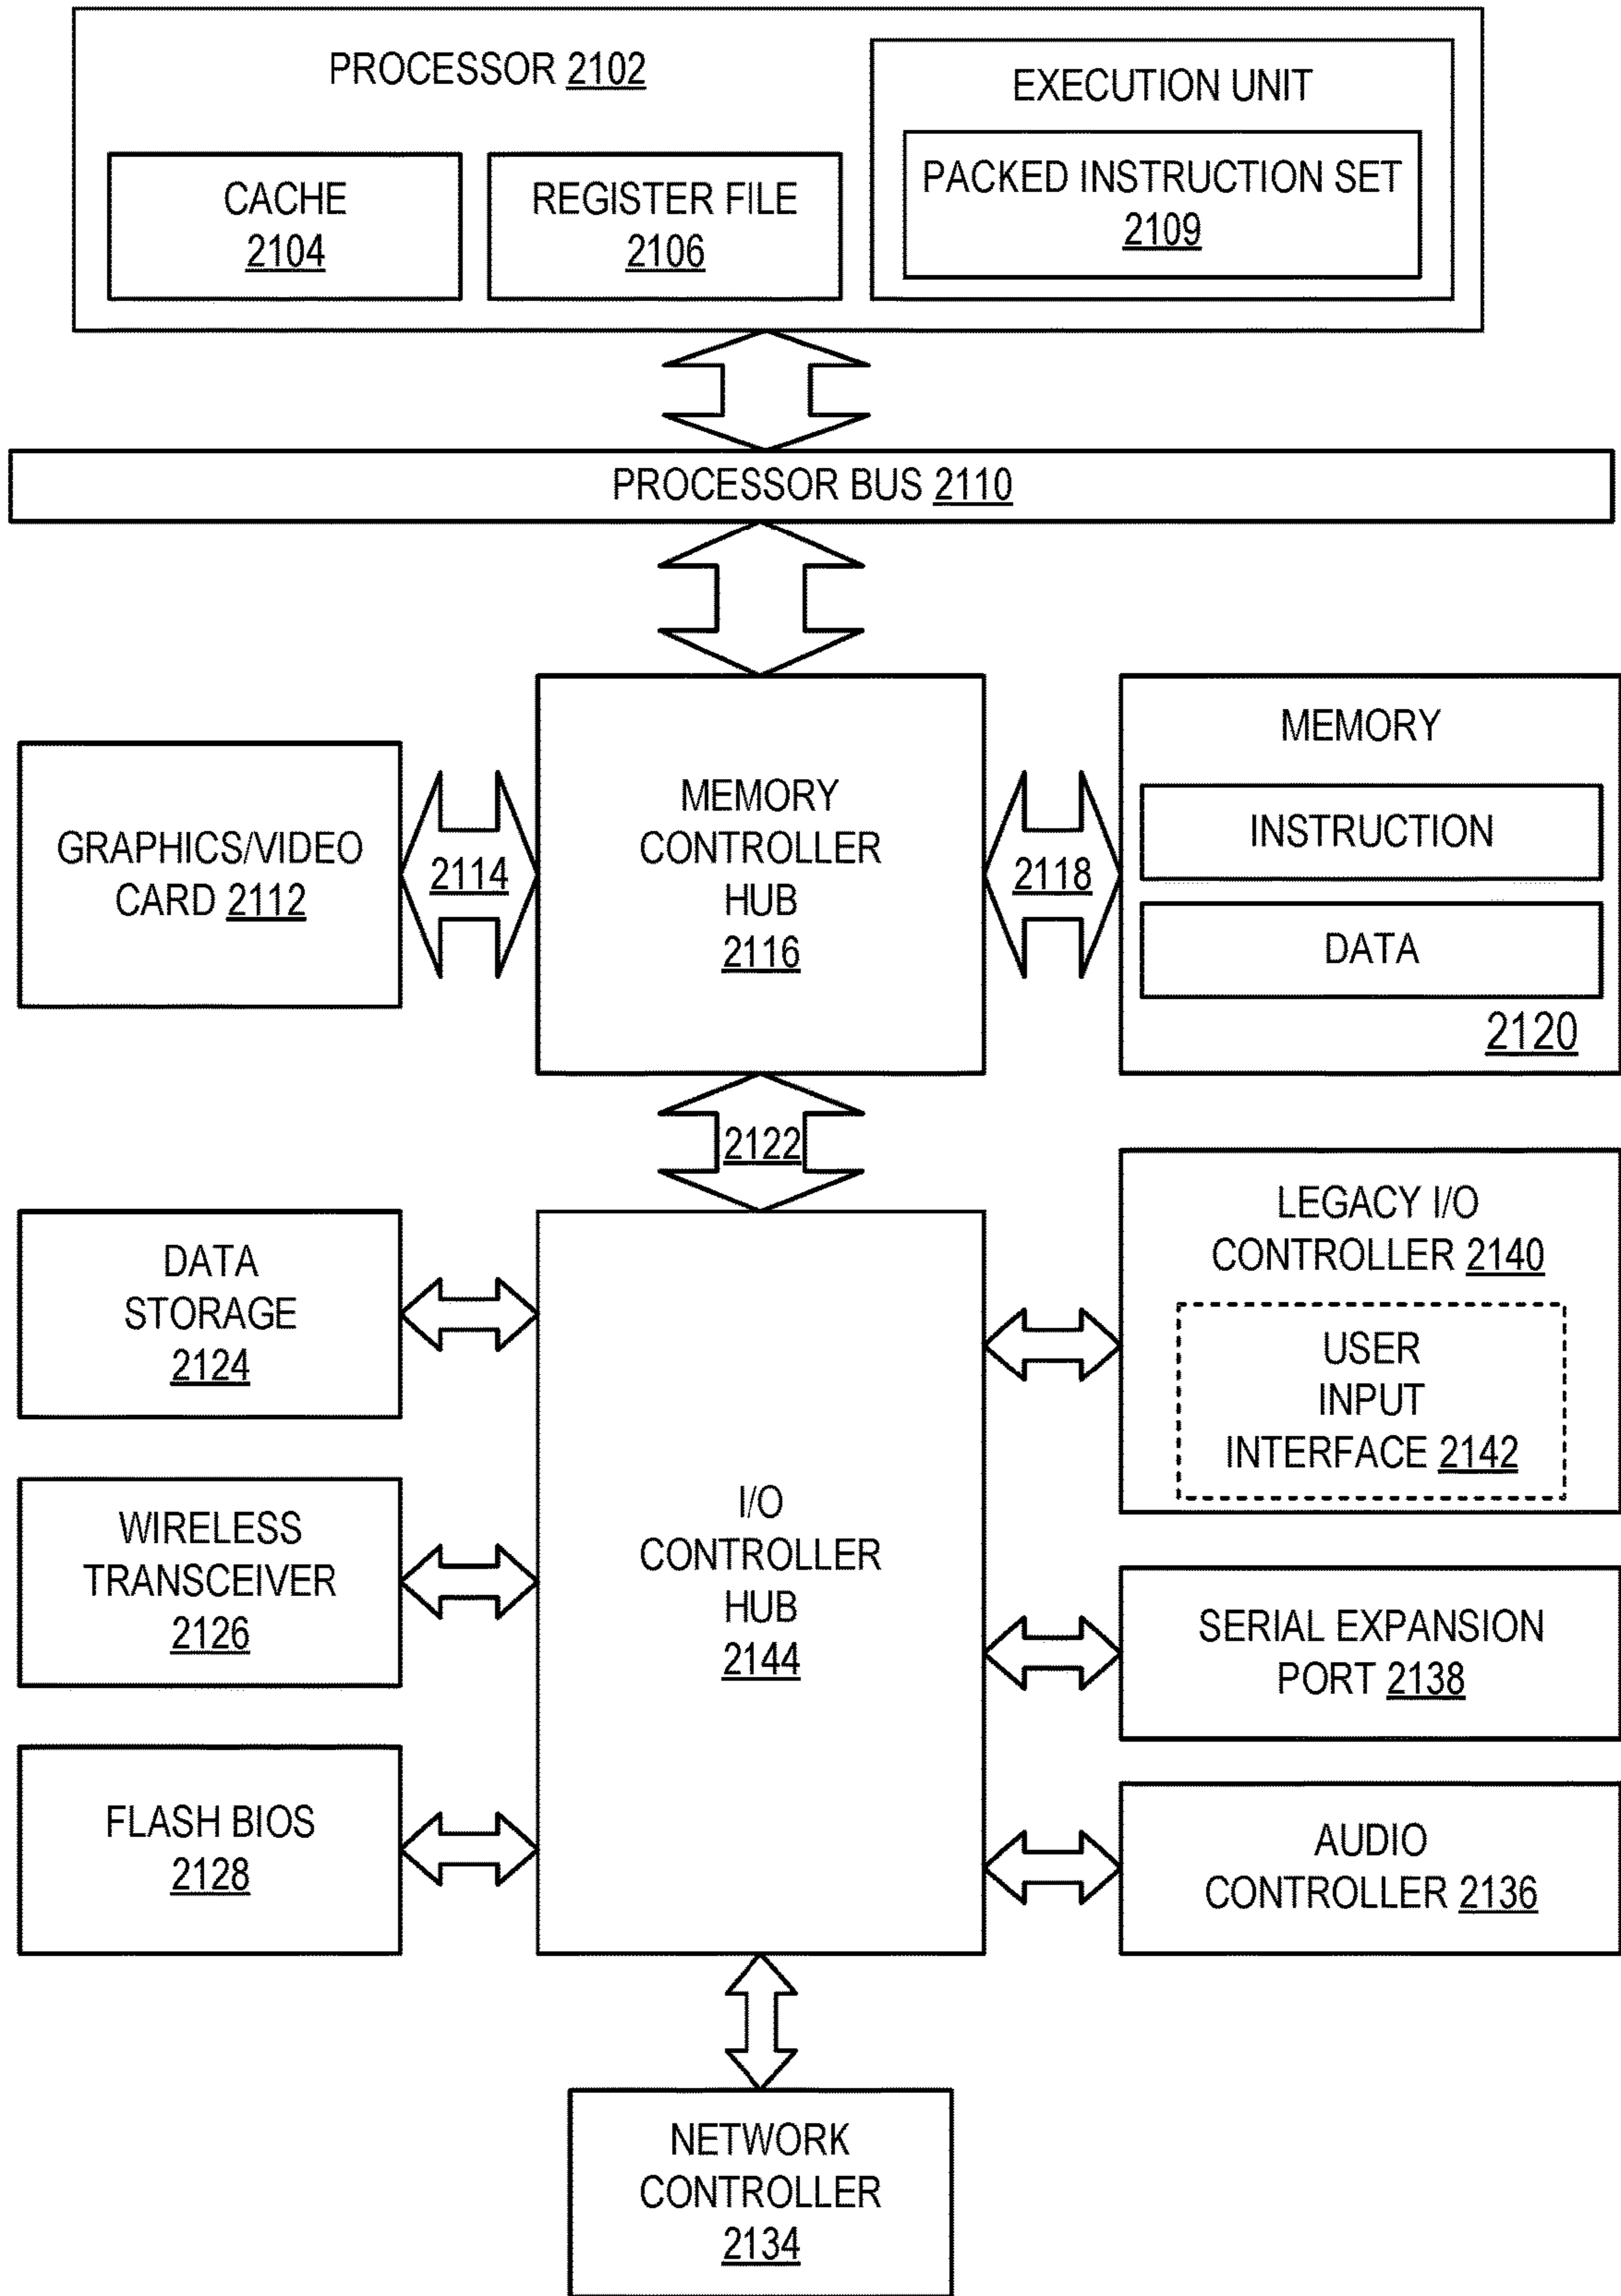 PROCESSOR 2102
EXECUTION UNIT
PACKED INSTRUCTION SET
2109
CACHE
2104
REGISTER FILE
2106
PROCESSOR BUS 2110
GRAPHICS/VIDEO
CARD 2112
2114
MEMORY
CONTROLLER
HUB
2116
2118
MEMORY
INSTRUCTION
DATA
2120
2122
DATA
STORAGE
2124
WIRELESS
TRANSCEIVER
2126
FLASH BIOS
2128
I/O
CONTROLLER
HUB
2144
LEGACY I/O
CONTROLLER 2140
USER
INPUT
INTERFACE 2142
SERIAL EXPANSION
PORT 2138
AUDIO
CONTROLLER 2136
NETWORK
CONTROLLER
2134